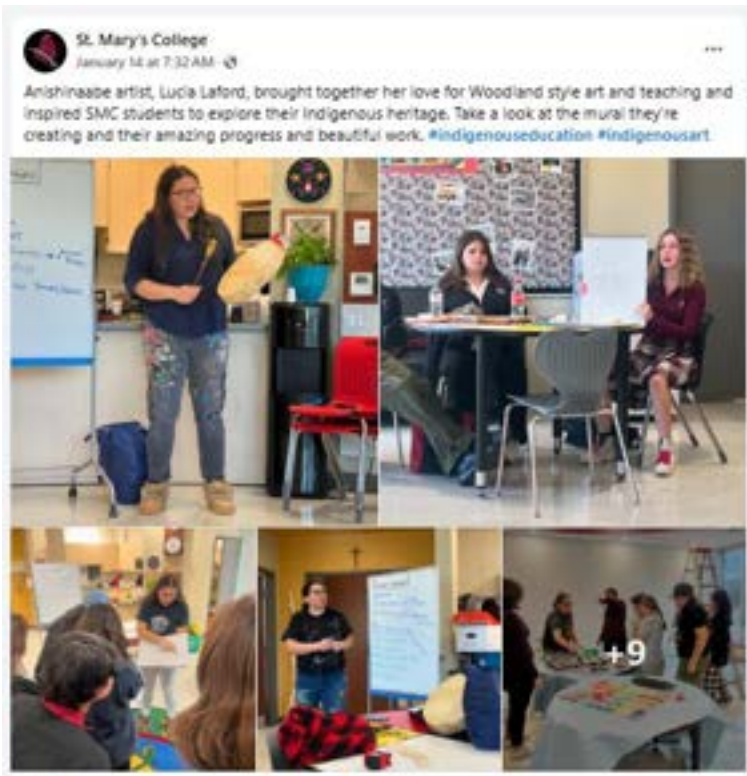 St. Mary's College
January 14 at 7:32 AM ·
Anishinaabe artist, Lucia Laford, brought together her love for Woodland style art and teaching and
inspired SMC students to explore their Indigenous heritage. Take a look at the mural they're
creating and their amazing progress and beautiful work. #indigenouseducation #indigenousart
+9